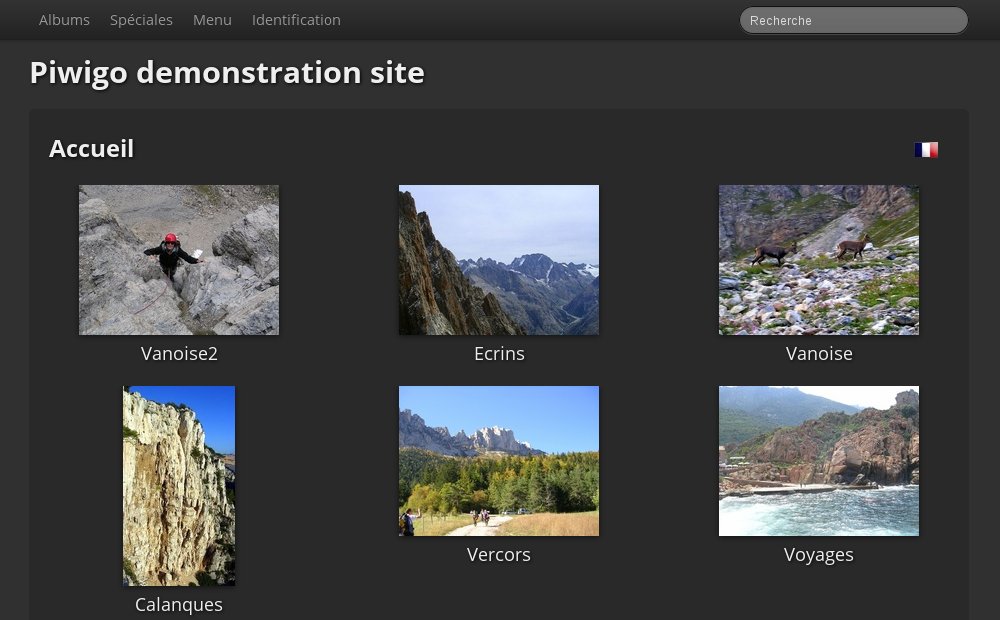 Albums Spéciales Menu Identification Recherche
Piwigo demonstration site
Accueil
Vanoise2 Ecrins Vanoise
Calanques Vercors Voyages